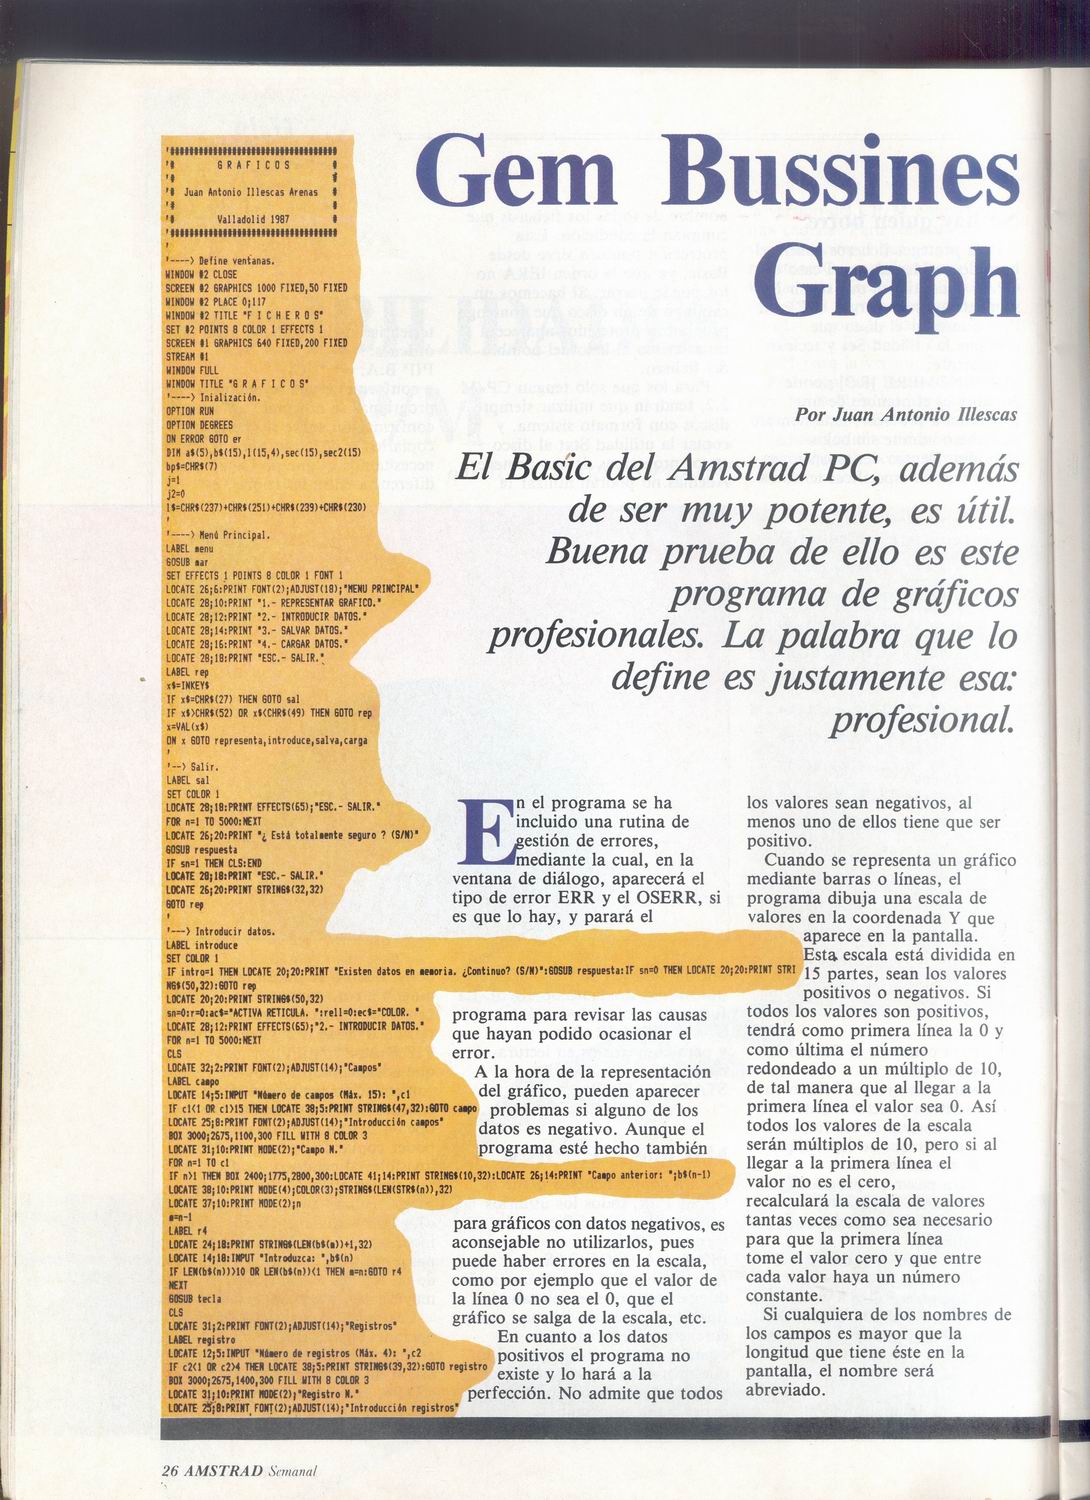 '#################################
'# G R A F I C O S #
'# #
'# Juan Antonio Illescas Arenas #
'# #
'# Valladolid 1987 #
'#################################
'
'----> Define ventanas.
WINDOW #2 CLOSE
SCREEN #2 GRAPHICS 1000 FIXED,50 FIXED
WINDOW #2 PLACE 0;117
WINDOW #2 TITLE "F I C H E R O S"
SET #2 POINTS 8 COLOR 1 EFFECTS 1
SCREEN #1 GRAPHICS 640 FIXED,200 FIXED
STREAM #1
WINDOW FULL
WINDOW TITLE "G R A F I C O S"
'----> Inialización.
OPTION RUN
OPTION DEGREES
ON ERROR GOTO er
DIM a$(5),b$(15),l(15,4),sec(15),sec2(15)
bp$=CHR$(7)
j=1
j2=0
l$=CHR$(237)+CHR$(251)+CHR$(239)+CHR$(230)
'
'----> Menú Principal.
LABEL menu
GOSUB mar
SET EFFECTS 1 POINTS 8 COLOR 1 FONT 1
LOCATE 26;6:PRINT FONT(2);ADJUST(18);"MENU PRINCIPAL"
LOCATE 28;10:PRINT "1.- REPRESENTAR GRAFICO."
LOCATE 28;12:PRINT "2.- INTRODUCIR DATOS."
LOCATE 28;14:PRINT "3.- SALVAR DATOS."
LOCATE 28;16:PRINT "4.- CARGAR DATOS."
LOCATE 28;18:PRINT "ESC.- SALIR."
LABEL rep
x$=INKEY$
IF x$=CHR$(27) THEN GOTO sal
IF x$>CHR$(52) OR x$<CHR$(49) THEN GOTO rep
x=VAL(x$)
ON x GOTO representa,introduce,salva,carga
'
'--> Salir.
LABEL sal
SET COLOR 1
LOCATE 28;18:PRINT EFFECTS(65);"ESC.- SALIR."
FOR n=1 TO 5000:NEXT
LOCATE 26;20:PRINT "¿ Está totalmente seguro ? (S/N)"
GOSUB respuesta
IF sn=1 THEN CLS:END
LOCATE 28;18:PRINT "ESC.- SALIR."
LOCATE 26;20:PRINT STRING$(32,32)
GOTO rep
'
'---> Introducir datos.
LABEL introduce
SET COLOR 1
IF intro=1 THEN LOCATE 20;20:PRINT "Existen datos en memoria. ¿Continuo? (S/N)":GOSUB respuesta:IF sn=0 THEN LOCATE 20;20:PRINT STRI
NG$(50,32):GOTO rep
LOCATE 20;20:PRINT STRING$(50,32)
sn=0:r=0:ac$="ACTIVA RETICULA. ":rell=0:ec$="COLOR. "
LOCATE 28;12:PRINT EFFECTS(65);"2.- INTRODUCIR DATOS."
FOR n=1 TO 5000:NEXT
CLS
LOCATE 32;2:PRINT FONT(2);ADJUST(14);"Campos"
LABEL campo
LOCATE 14;5:INPUT "Número de campos (Máx. 15): ",c1
IF c1<1 OR c1>15 THEN LOCATE 38;5:PRINT STRING$(47,32):GOTO campo
LOCATE 25;8:PRINT FONT(2);ADJUST(14);"Introducción campos"
BOX 3000;2675,1100,300 FILL WITH 8 COLOR 3
LOCATE 31;10:PRINT MODE(2);"Campo N."
FOR n=1 TO c1
IF n>1 THEN BOX 2400;1775,2800,300:LOCATE 41;14:PRINT STRING$(10,32):LOCATE 26;14:PRINT "Campo anterior: ";b$(n-1)
LOCATE 38;10:PRINT MODE(4);COLOR(3);STRING$(LEN(STR$(n)),32)
LOCATE 37;10:PRINT MODE(2);n
m=n-1
LABEL r4
LOCATE 24;18:PRINT STRING$(LEN(b$(m))+1,32)
LOCATE 14;18:INPUT "Introduzca: ",b$(n)
IF LEN(b$(n))>10 OR LEN(b$(n))<1 THEN m=n:GOTO r4
NEXT
GOSUB tecla
CLS
LOCATE 31;2:PRINT FONT(2);ADJUST(14);"Registros"
LABEL registro
LOCATE 12;5:INPUT "Número de registros (Máx. 4): ",c2
IF c2<1 OR c2>4 THEN LOCATE 38;5:PRINT STRING$(39,32):GOTO registro
BOX 3000;2675,1400,300 FILL WITH 8 COLOR 3
LOCATE 31;10:PRINT MODE(2);"Registro N."
LOCATE 25;8:PRINT FONT(2);ADJUST(14);"Introducción registros"
Gem Bussines
Graph
Por Juan Antonio Illescas
El Basic del Amstrad PC, además
de ser muy potente, es útil.
Buena prueba de ello es este
programa de gráficos
profesionales. La palabra que lo
define es justamente esa:
profesional.
En el programa se ha
incluido una rutina de
gestión de errores,
mediante la cual, en la
ventana de diálogo, aparecerá el
tipo de error ERR y el OSERR, si
es que lo hay, y parará el
programa para revisar las causas
que hayan podido ocasionar el
error.
A la hora de la representación
del gráfico, pueden aparecer
problemas si alguno de los
datos es negativo. Aunque el
programa esté hecho también
para gráficos con datos negativos, es
aconsejable no utilizarlos, pues
puede haber errores en la escala,
como por ejemplo que el valor de
la línea 0 no sea el 0, que el
gráfico se salga de la escala, etc.
En cuanto a los datos
positivos el programa no
existe y lo hará a la
perfección. No admite que todos
los valores sean negativos, al
menos uno de ellos tiene que ser
positivo.
Cuando se representa un gráfico
mediante barras o líneas, el
programa dibuja una escala de
valores en la coordenada Y que
aparece en la pantalla.
Esta escala está dividida en
15 partes, sean los valores
positivos o negativos. Si
todos los valores son positivos,
tendrá como primera línea la 0 y
como última el número
redondeado a un múltiplo de 10,
de tal manera que al llegar a la
primera línea el valor sea 0. Así
todos los valores de la escala
serán múltiplos de 10, pero si al
llegar a la primera línea el
valor no es el cero,
recalculará la escala de valores
tantas veces como sea necesario
para que la primera línea
tome el valor cero y que entre
cada valor haya un número
constante.
Si cualquiera de los nombres de
los campos es mayor que la
longitud que tiene éste en la
pantalla, el nombre será
abreviado.
26 AMSTRAD Semanal